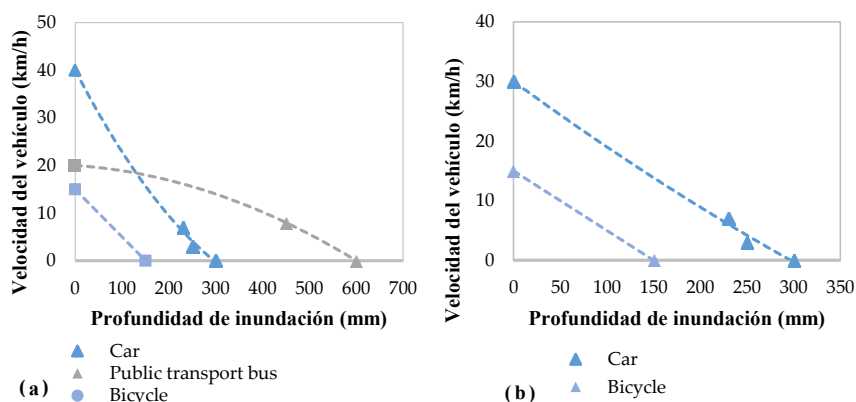 50
40
30
20
10
0
0 100 200 300 400 500 600 700
Velocidad del vehículo (km/h)
Profundidad de inundación (mm)
Car
Public transport bus
Bicycle
(a)
40
30
20
10
0
0 50 100 150 200 250 300 350
Velocidad del vehículo (km/h)
Profundidad de inundación (mm)
Car
Bicycle
(b)